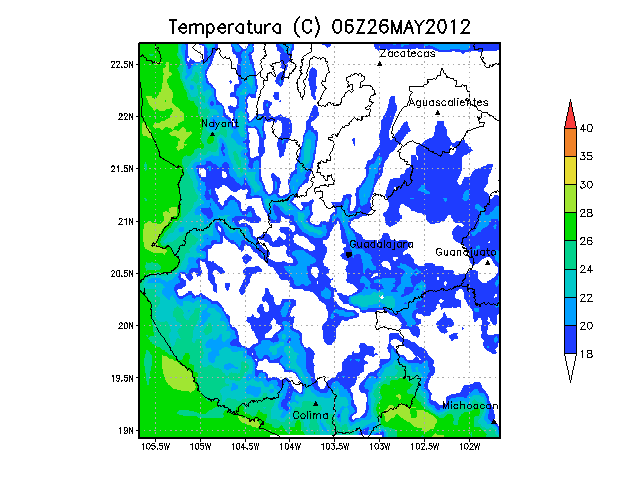 Temperatura (C) 06Z26MAY2012
Zacatecas
22.5N
40
Aguascalientes
22N
Nayarit
35
21.5N
30
28
21N
26
Guadalajara
Guanajuato
24
20.5N
22
20N
20
18
19.5N
Michoacan
Colima
19N
105.5W 105W 104.5W 104W 103.5W 103W 102.5W 102W